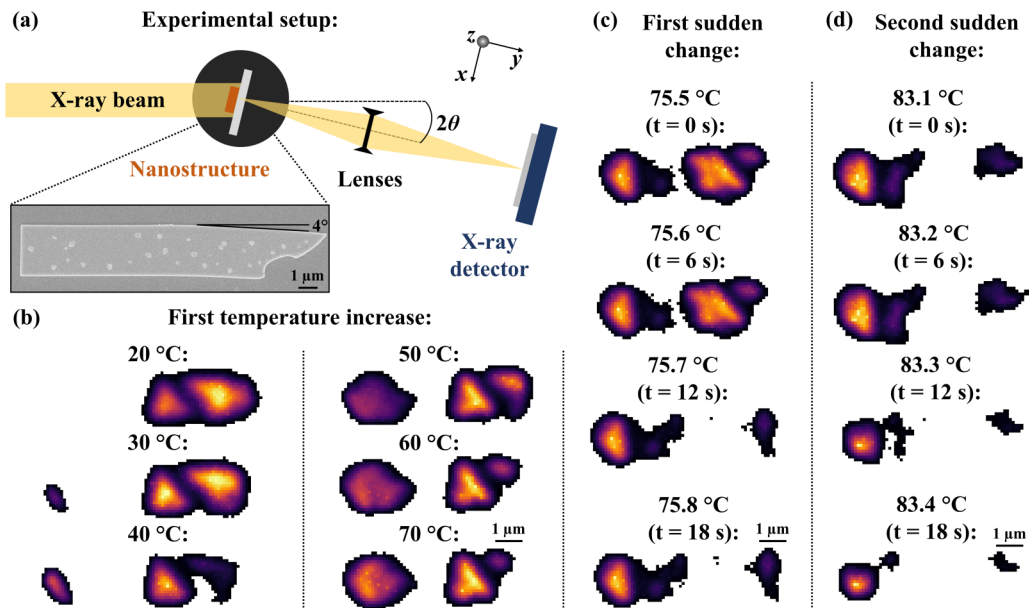 (a)
Experimental setup:
X-ray beam
Nanostructure
Lenses
2θ
z
y
x
X-ray
detector
4°
1 µm
(b)
First temperature increase:
20 °C:
30 °C:
40 °C:
50 °C:
60 °C:
70 °C:
1 µm
(c)
First sudden
change:
75.5 °C
(t = 0 s):
75.6 °C
(t = 6 s):
75.7 °C
(t = 12 s):
75.8 °C
(t = 18 s):
1 µm
(d)
Second sudden
change:
83.1 °C
(t = 0 s):
83.2 °C
(t = 6 s):
83.3 °C
(t = 12 s):
83.4 °C
(t = 18 s):
1 µm